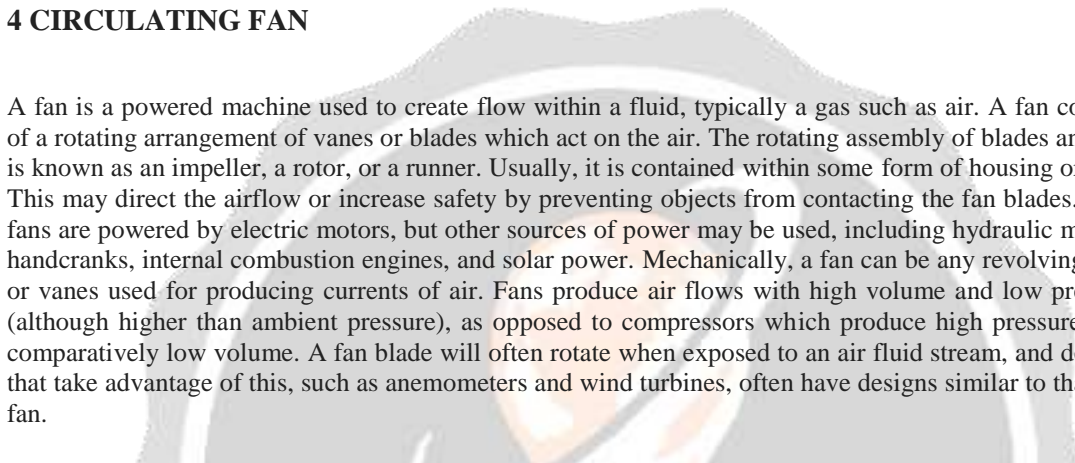 4 CIRCULATING FAN
A fan is a powered machine used to create flow within a fluid, typically a gas such as air. A fan
of a rotating arrangement of vanes or blades which act on the air. The rotating assembly of blades
is known as an impeller, a rotor, or a runner. Usually, it is contained within some form of housing
This may direct the airflow or increase safety by preventing objects from contacting the fan blades.
fans are powered by electric motors, but other sources of power may be used, including hydraulic
handcranks, internal combustion engines, and solar power. Mechanically, a fan can be any revolving
or vanes used for producing currents of air. Fans produce air flows with high volume and low
(although higher than ambient pressure), as opposed to compressors which produce high pressure
comparatively low volume. A fan blade will often rotate when exposed to an air fluid stream, and
that take advantage of this, such as anemometers and wind turbines, often have designs similar to
fan.